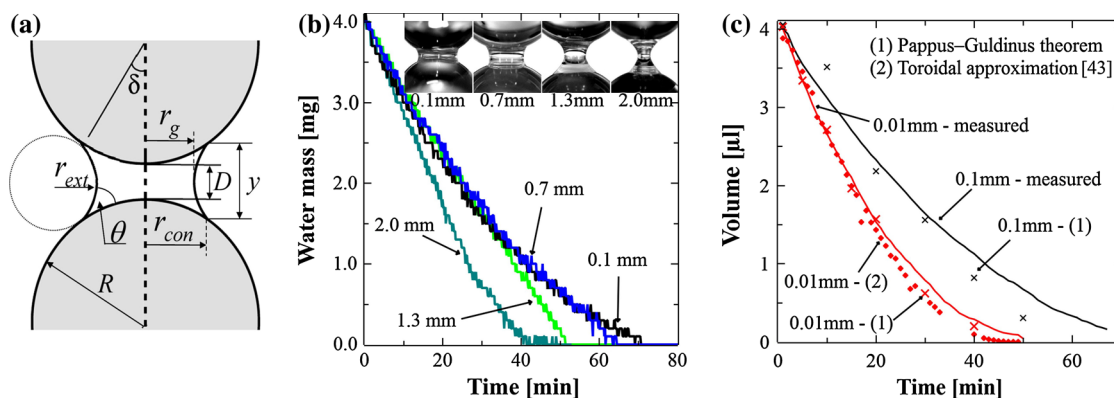 (a)
δ
r_g
r_ext
D
y
r_con
θ
R
(b)
Water mass [mg]
4.0
3.0
2.0
1.0
0.0
0.1mm 0.7mm 1.3mm 2.0mm
0.7 mm
2.0 mm
0.1 mm
1.3 mm
0 20 40 60 80
Time [min]
(c)
Volume [µl]
4
3
2
1
0
(1) Pappus–Guldinus theorem
(2) Toroidal approximation [43]
0.01mm - measured
0.1mm - measured
0.1mm - (1)
0.01mm - (2)
0.01mm - (1)
0 20 40 60
Time [min]